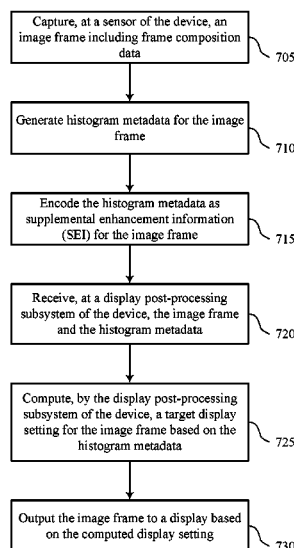 Capture, at a sensor of the device, an
image frame including frame composition
data
705
Generate histogram metadata for the image
frame
710
Encode the histogram metadata as
supplemental enhancement information
(SEI) for the image frame
715
Receive, at a display post-processing
subsystem of the device, the image frame
and the histogram metadata
720
Compute, by the display post-processing
subsystem of the device, a target display
setting for the image frame based on the
histogram metadata
725
Output the image frame to a display based
on the computed display setting
730